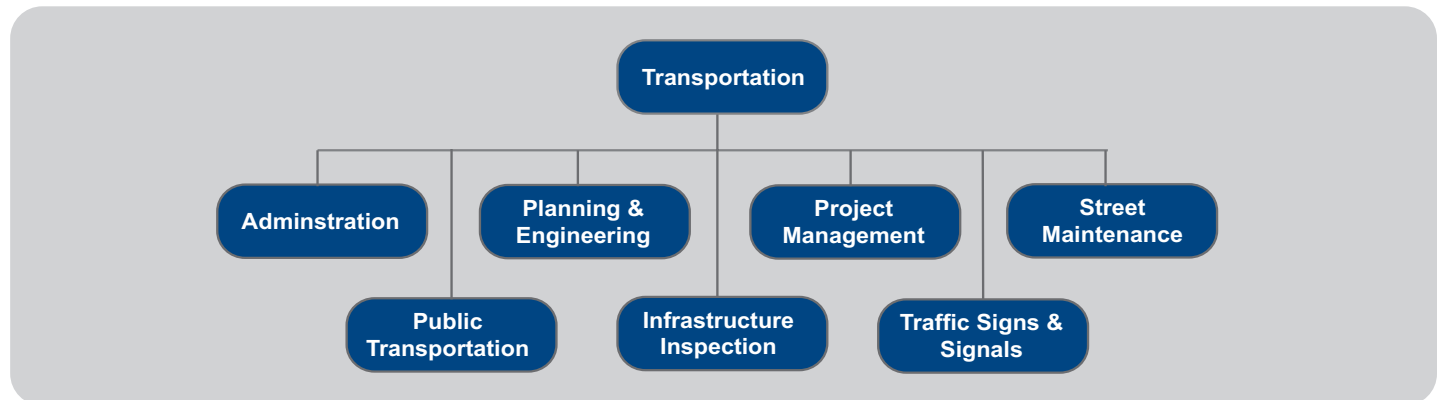 Transportation
Adminstration
Planning &
Engineering
Project
Management
Street
Maintenance
Public
Transportation
Infrastructure
Inspection
Traffic Signs &
Signals